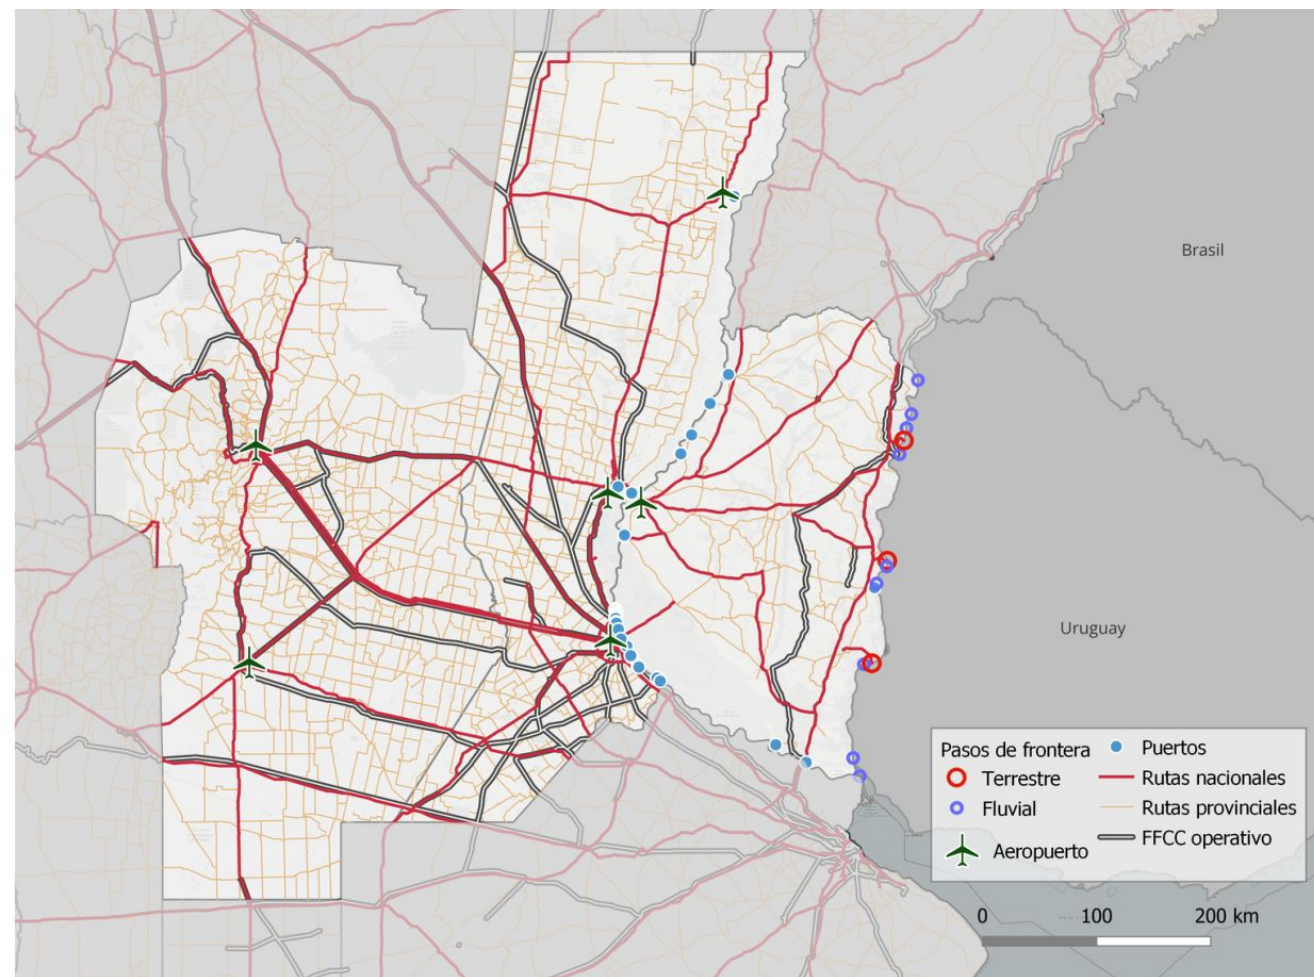 Brasil
Uruguay
Pasos de frontera
Terrestre
Fluvial
Aeropuerto
Puertos
Rutas nacionales
Rutas provinciales
FFCC operativo
0 100 200 km